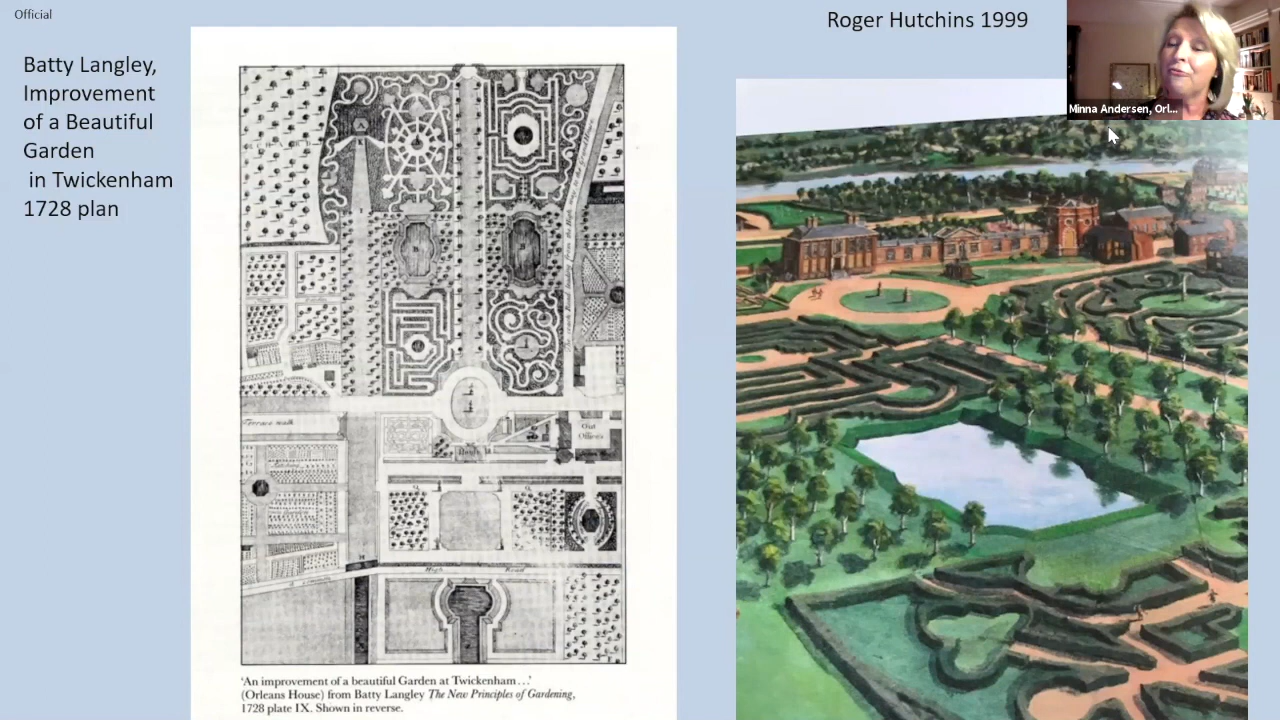 Official
Batty Langley,
Improvement
of a Beautiful
Garden
in Twickenham
1728 plan
Roger Hutchins 1999
Minna Andersen, Orl...
Terrace walk
Out
Offices
High Road
'An improvement of a beautiful Garden at Twickenham...'
(Orleans House) from Batty Langley The New Principles of Gardening,
1728 plate IX. Shown in reverse.